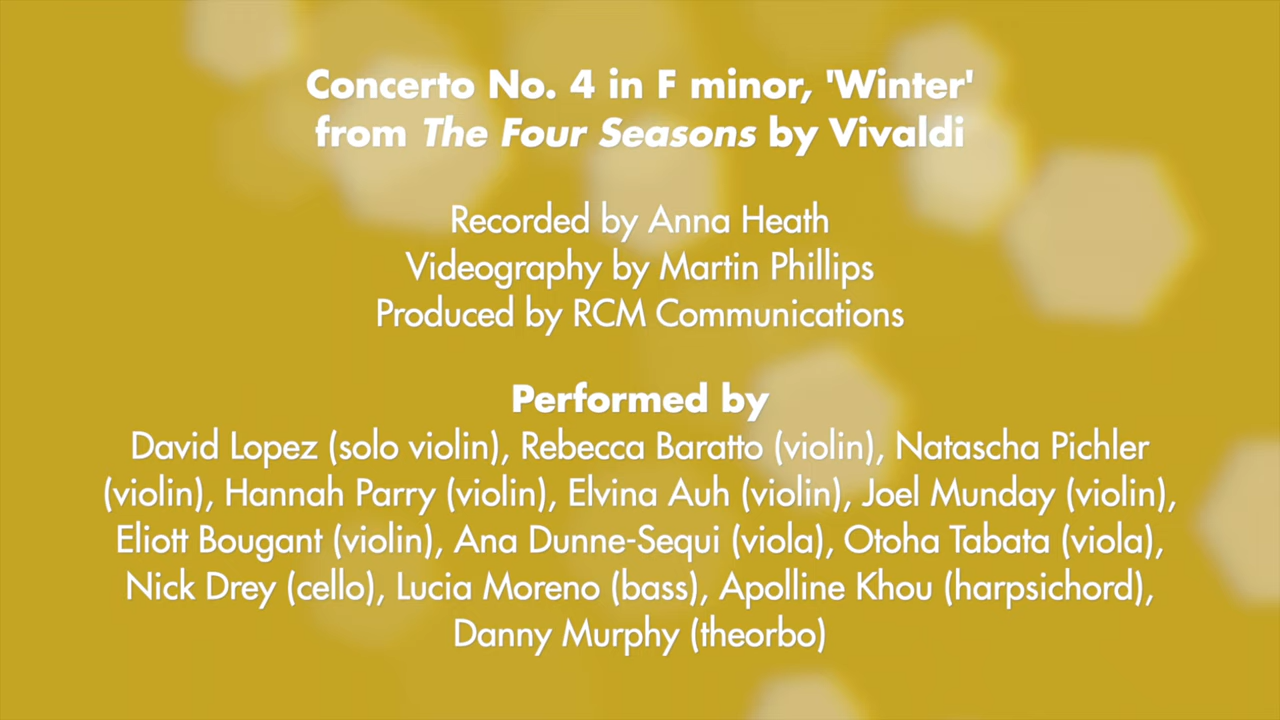 Concerto No. 4 in F minor, 'Winter'
from The Four Seasons by Vivaldi
Recorded by Anna Heath
Videography by Martin Phillips
Produced by RCM Communications
Performed by
David Lopez (solo violin), Rebecca Baratto (violin), Natascha Pichler
(violin), Hannah Parry (violin), Elvina Auh (violin), Joel Munday (violin),
Eliott Bougant (violin), Ana Dunne-Sequi (viola), Otoha Tabata (viola),
Nick Drey (cello), Lucia Moreno (bass), Apolline Khou (harpsichord),
Danny Murphy (theorbo)